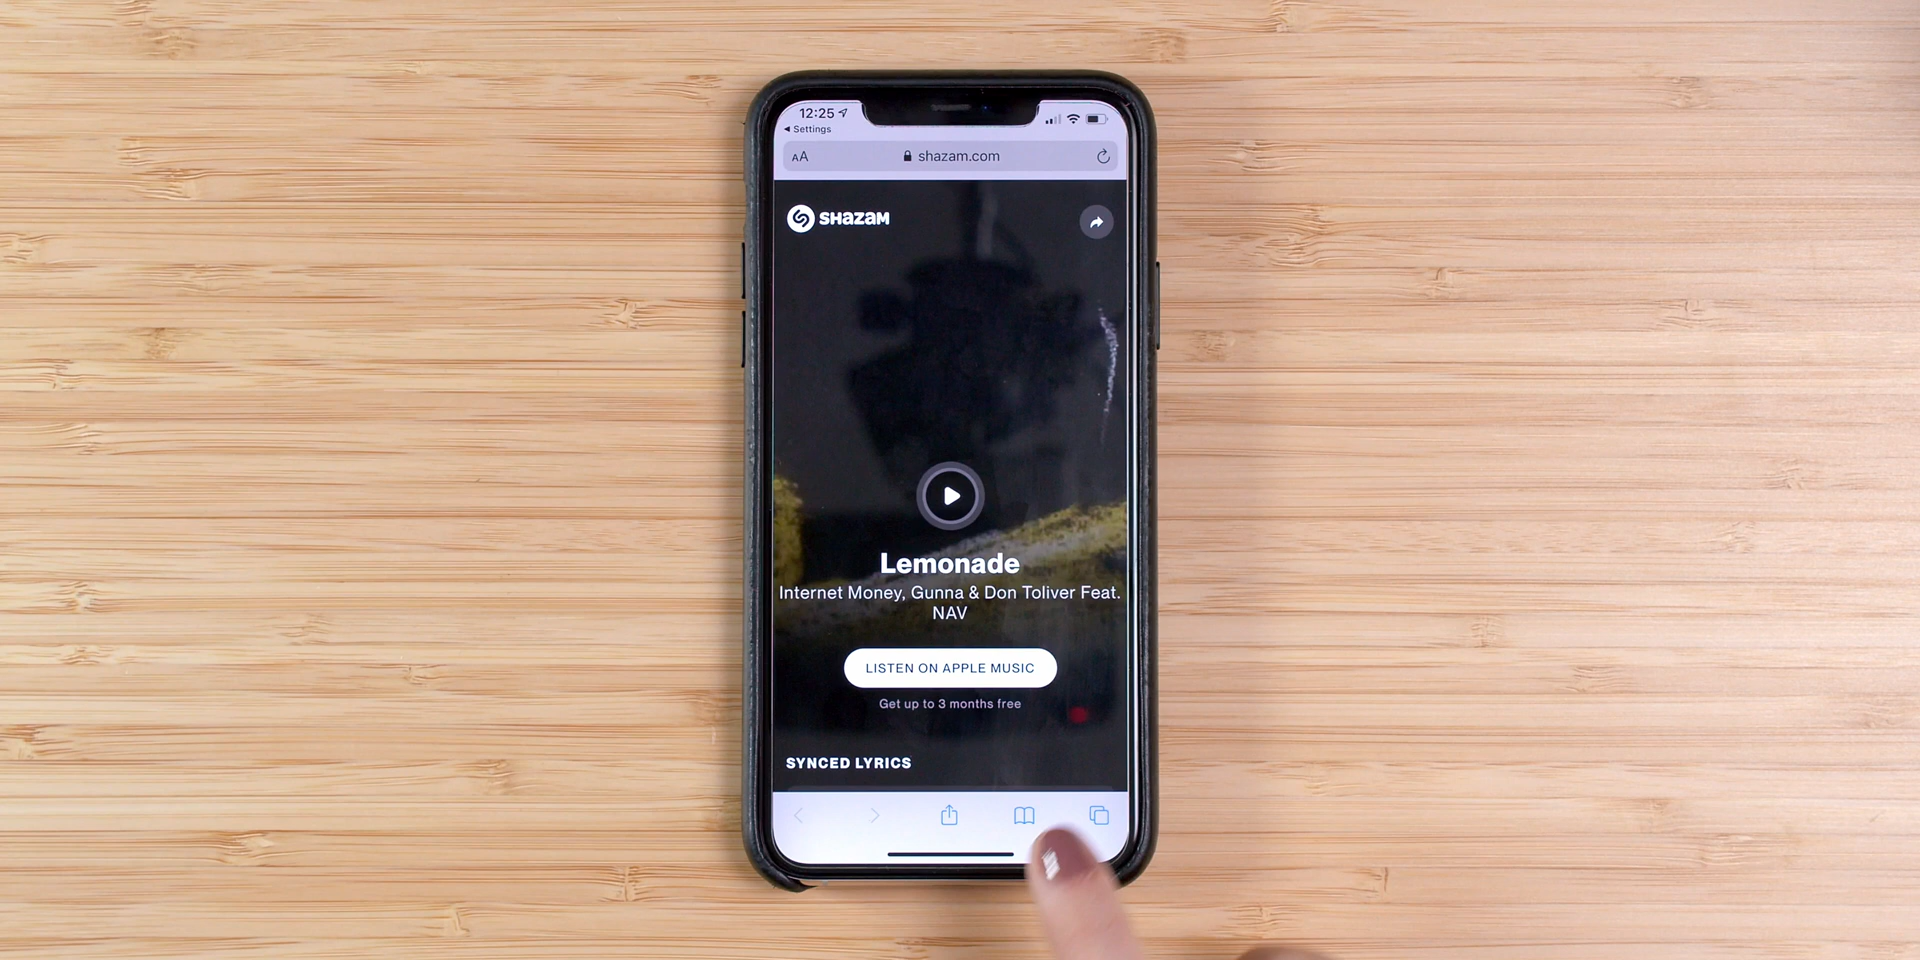 12:25
Settings
AA
shazam.com
SHAZAM
Lemonade
Internet Money, Gunna & Don Toliver Feat.
NAV
LISTEN ON APPLE MUSIC
Get up to 3 months free
SYNCED LYRICS